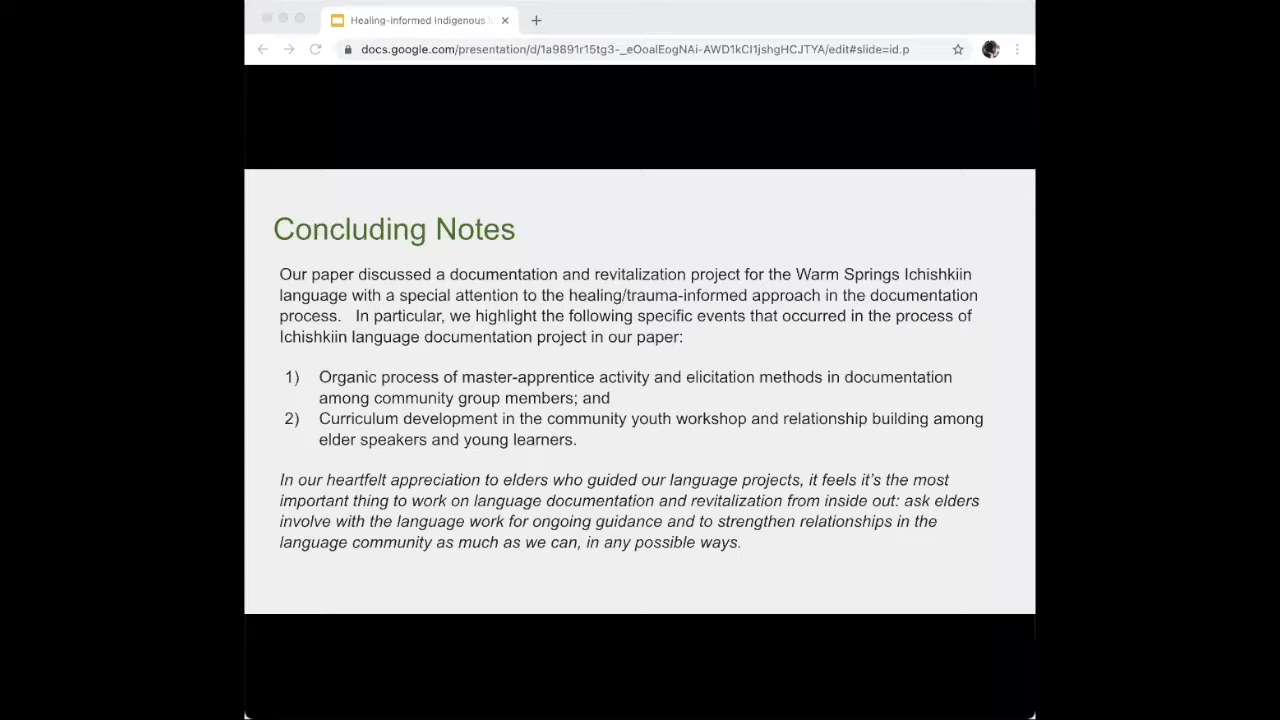 Healing-informed Indigenous
docs.google.com/presentation/d/1a9891r15tg3-_eOoalEogNAi-AWD1kCI1jshgHCJTYA/edit#slide=id.p
Concluding Notes
Our paper discussed a documentation and revitalization project for the Warm Springs Ichishkiin
language with a special attention to the healing/trauma-informed approach in the documentation
process. In particular, we highlight the following specific events that occurred in the process of
Ichishkiin language documentation project in our paper:
1) Organic process of master-apprentice activity and elicitation methods in documentation
among community group members; and
2) Curriculum development in the community youth workshop and relationship building among
elder speakers and young learners.
In our heartfelt appreciation to elders who guided our language projects, it feels it's the most
important thing to work on language documentation and revitalization from inside out: ask elders
involve with the language work for ongoing guidance and to strengthen relationships in the
language community as much as we can, in any possible ways.